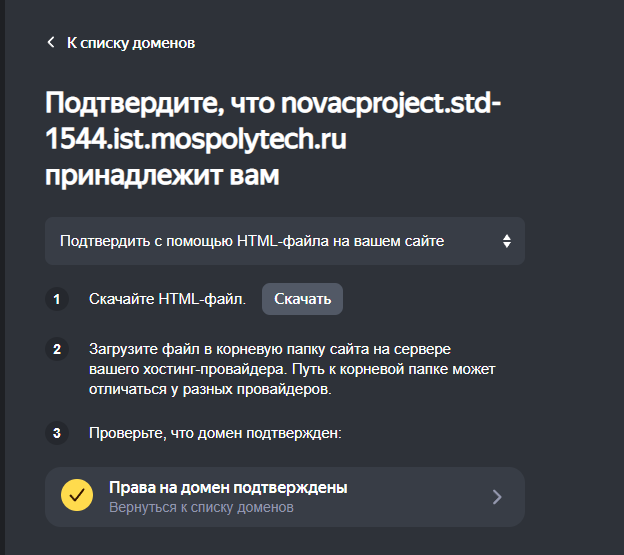 К списку доменов
Подтвердите, что novacproject.std-
1544.ist.mospolytech.ru
принадлежит вам
Подтвердить с помощью HTML-файла на вашем сайте
1 Скачайте HTML-файл. Скачать
2 Загрузите файл в корневую папку сайта на сервере
вашего хостинг-провайдера. Путь к корневой папке может
отличаться у разных провайдеров.
3 Проверьте, что домен подтвержден:
Права на домен подтверждены
Вернуться к списку доменов